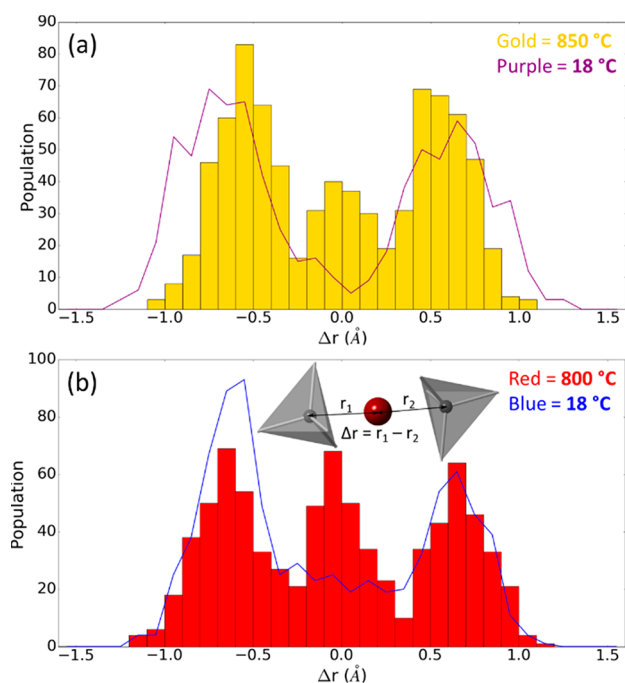 90
80
70
60
50
40
30
20
10
0
Population
(a)
Gold = 850 °C
Purple = 18 °C
−1.5 −1.0 −0.5 0.0 0.5 1.0 1.5
Δr (Å)
100
80
60
40
20
0
Population
(b)
Red = 800 °C
Blue = 18 °C
r1 r2
Δr = r1 − r2
−1.5 −1.0 −0.5 0.0 0.5 1.0 1.5
Δr (Å)